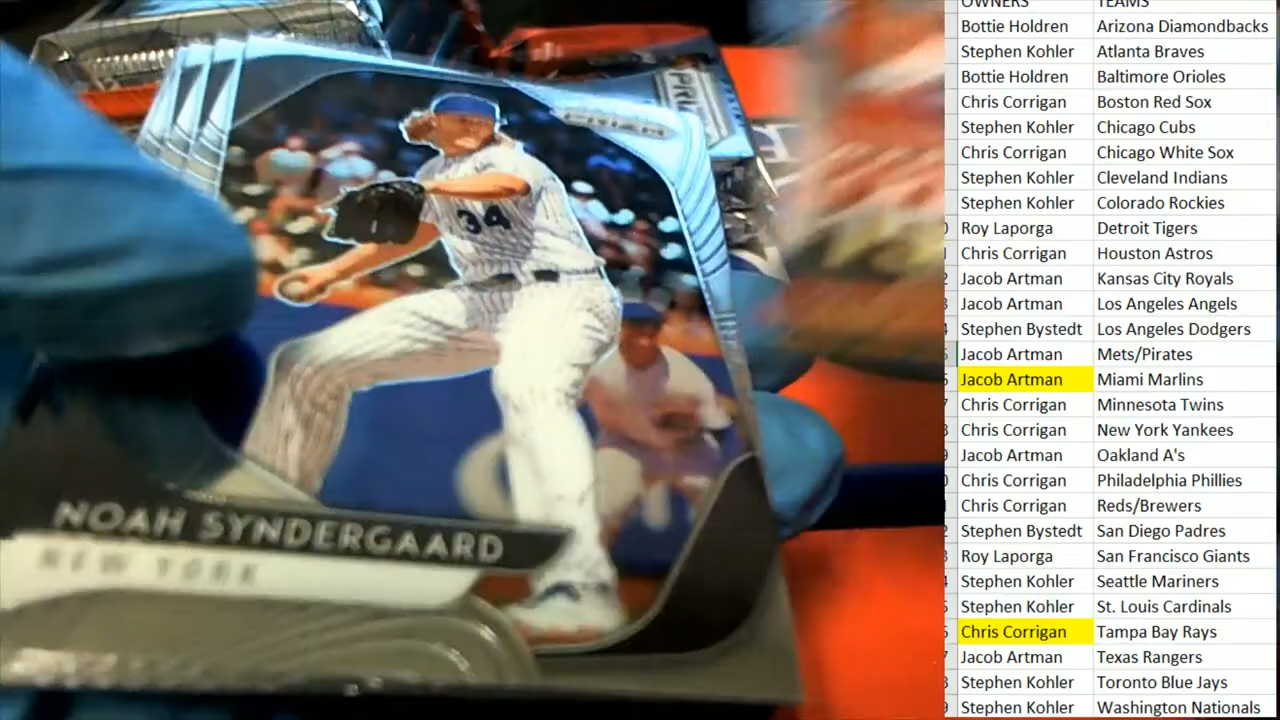 PRIZM
PRIZM
34
NOAH SYNDERGAARD
NEW YORK
OWNERS TEAMS
Bottie Holdren Arizona Diamondbacks
Stephen Kohler Atlanta Braves
Bottie Holdren Baltimore Orioles
Chris Corrigan Boston Red Sox
Stephen Kohler Chicago Cubs
Chris Corrigan Chicago White Sox
Stephen Kohler Cleveland Indians
Stephen Kohler Colorado Rockies
Roy Laporga Detroit Tigers
Chris Corrigan Houston Astros
Jacob Artman Kansas City Royals
Jacob Artman Los Angeles Angels
Stephen Bystedt Los Angeles Dodgers
Jacob Artman Mets/Pirates
Jacob Artman Miami Marlins
Chris Corrigan Minnesota Twins
Chris Corrigan New York Yankees
Jacob Artman Oakland A's
Chris Corrigan Philadelphia Phillies
Chris Corrigan Reds/Brewers
Stephen Bystedt San Diego Padres
Roy Laporga San Francisco Giants
Stephen Kohler Seattle Mariners
Stephen Kohler St. Louis Cardinals
Chris Corrigan Tampa Bay Rays
Jacob Artman Texas Rangers
Stephen Kohler Toronto Blue Jays
Stephen Kohler Washington Nationals